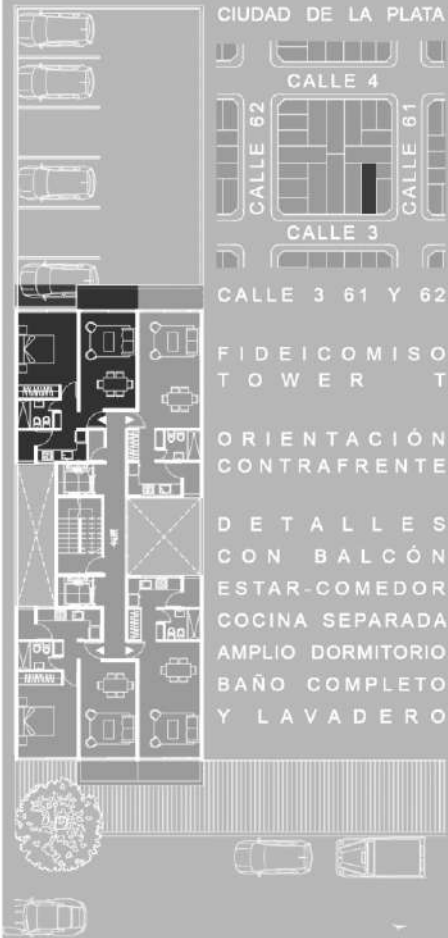 CIUDAD DE LA PLATA
CALLE 4
CALLE 62
CALLE 61
CALLE 3
CALLE 3 61 Y 62
FIDEICOMISO
TOWER T
ORIENTACIÓN
CONTRAFRENTE
DETALLES
CON BALCÓN
ESTAR-COMEDOR
COCINA SEPARADA
AMPLIO DORMITORIO
BAÑO COMPLETO
Y LAVADERO